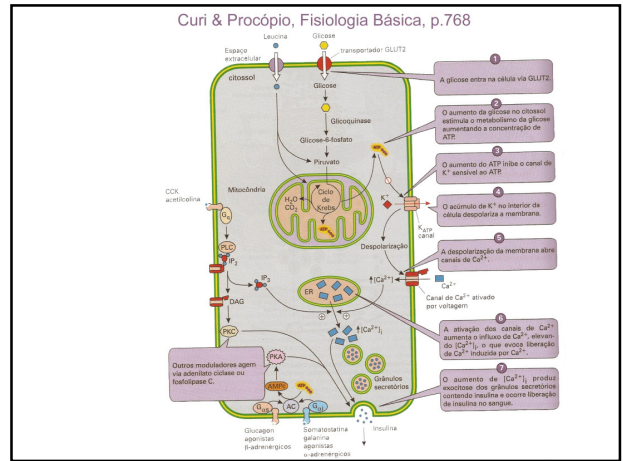 Curi & Procópio, Fisiologia Básica, p.768
Leucina
Glicose
Espaço
extracelular
transportador GLUT2
citossol
1
A glicose entra na célula via GLUT2.
Glicose
2
O aumento da glicose no citossol
estimula o metabolismo da glicose
aumentando a concentração de
ATP.
Glicoquinase
Glicose-6-fosfato
Piruvato
3
O aumento do ATP inibe o canal de
K+ sensível ao ATP.
Mitocôndria
H2O
CO2
Ciclo
de
Krebs
K+
4
O acúmulo de K+ no interior da
célula despolariza a membrana.
CCK
acetilcolina
KATP
canal
Despolarização
5
A despolarização da membrana abre
canais de Ca2+.
PLC
IP3
IP3
ER
↑[Ca2+]
Ca2+
Canal de Ca2+ ativado
por voltagem
DAG
PKC
↑[Ca2+]i
6
A ativação dos canais de Ca2+
aumenta o influxo de Ca2+, elevan-
do [Ca2+]i, o que evoca liberação
de Ca2+ induzida por Ca2+.
Outros moduladores agem
via adenilato ciclase ou
fosfolipase C.
PKA
Grânulos
secretórios
7
O aumento de [Ca2+]i produz
exocitose dos grânulos secretórios
contendo insulina e ocorre liberação
de insulina no sangue.
AC
Insulina
Glucagon
agonistas
β-adrenérgicos
Somatostatina
galanina
agonistas
α-adrenérgicos